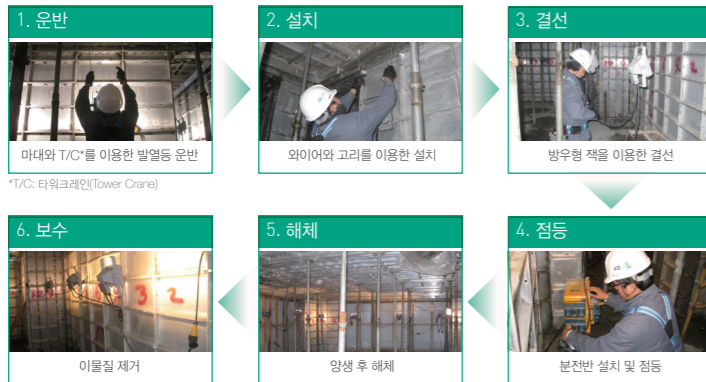 1. 운반
마대와 T/C*를 이용한 발열등 운반
*T/C: 타워크레인(Tower Crane)
2. 설치
와이어와 고리를 이용한 설치
3. 결선
방우형 잭을 이용한 결선
4. 점등
분전반 설치 및 점등
5. 해체
양생 후 해체
6. 보수
3 2
이물질 제거